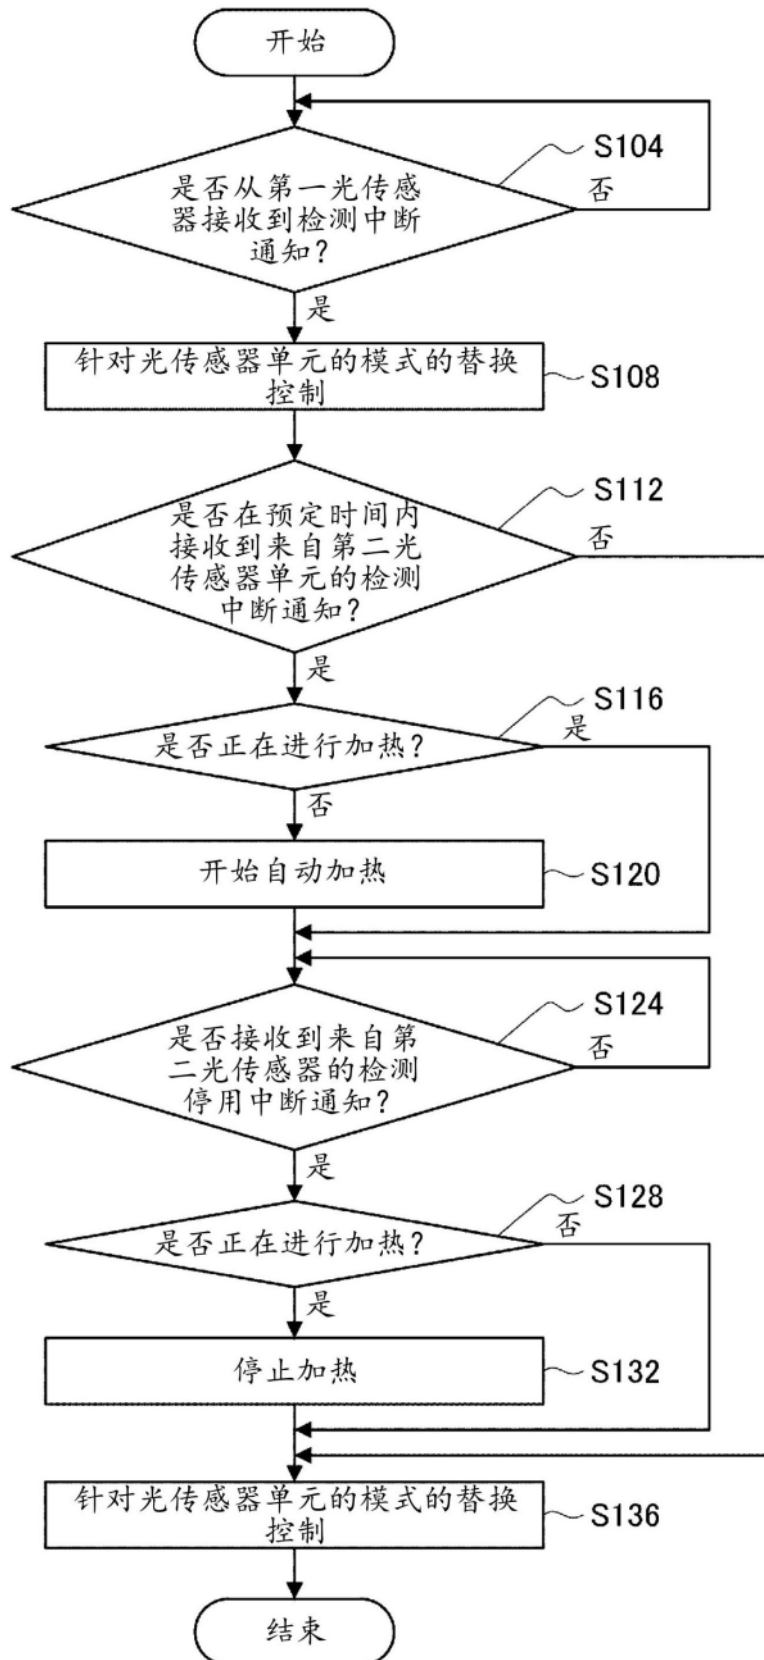 开始
S104
是否从第一光传感
器接收到检测中断
通知?
否
是
针对光传感器单元的模式的替换
控制
S108
S112
是否在预定时间内
接收到来自第二光
传感器单元的检测
中断通知?
否
是
S116
是否正在进行加热?
是
否
开始自动加热
S120
S124
是否接收到来自第
二光传感器的检测
停用中断通知?
否
是
S128
是否正在进行加热?
否
是
停止加热
S132
针对光传感器单元的模式的替换
控制
S136
结束